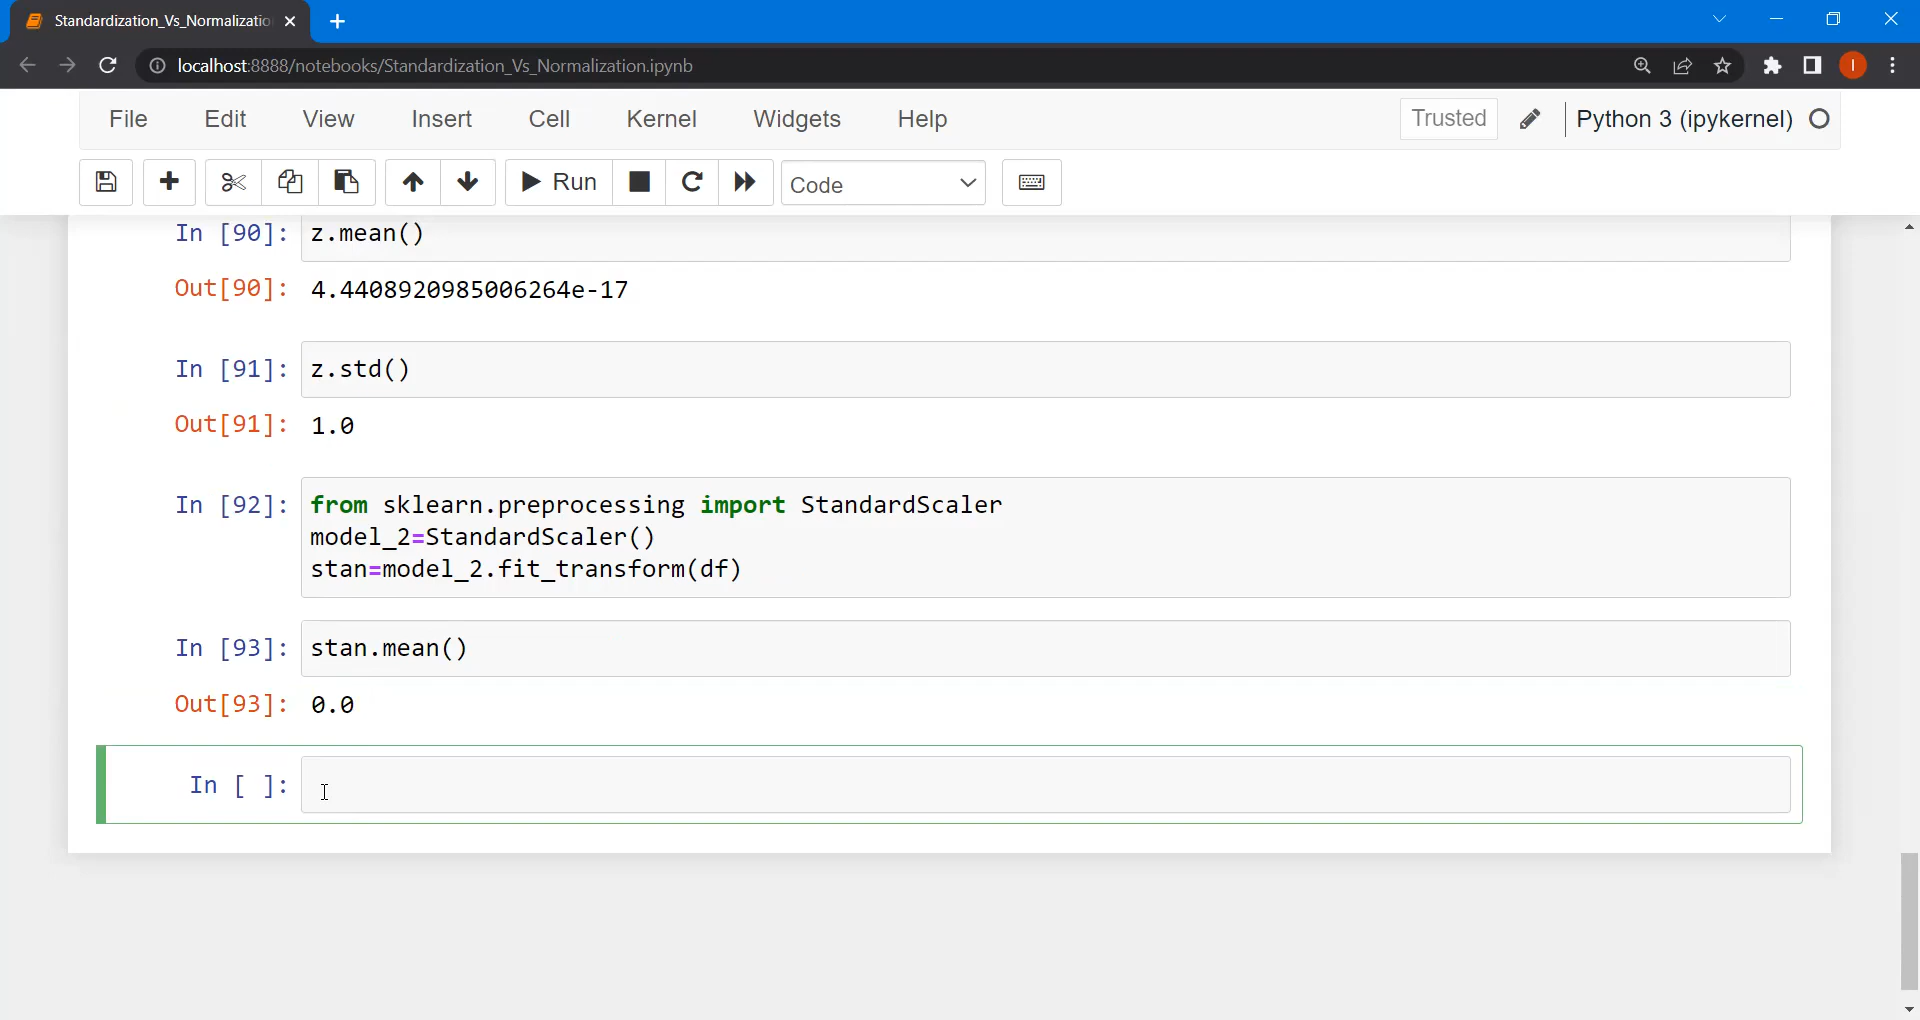 Standardization_Vs_Normalizatio
localhost:8888/notebooks/Standardization_Vs_Normalization.ipynb
I
File Edit View Insert Cell Kernel Widgets Help
Trusted
Python 3 (ipykernel)
Run
Code
In [90]: z.mean()
Out[90]: 4.4408920985006264e-17
In [91]: z.std()
Out[91]: 1.0
In [92]: from sklearn.preprocessing import StandardScaler
model_2=StandardScaler()
stan=model_2.fit_transform(df)
In [93]: stan.mean()
Out[93]: 0.0
In [ ]: